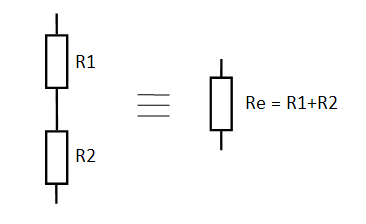 R1
Re = R1+R2
R2